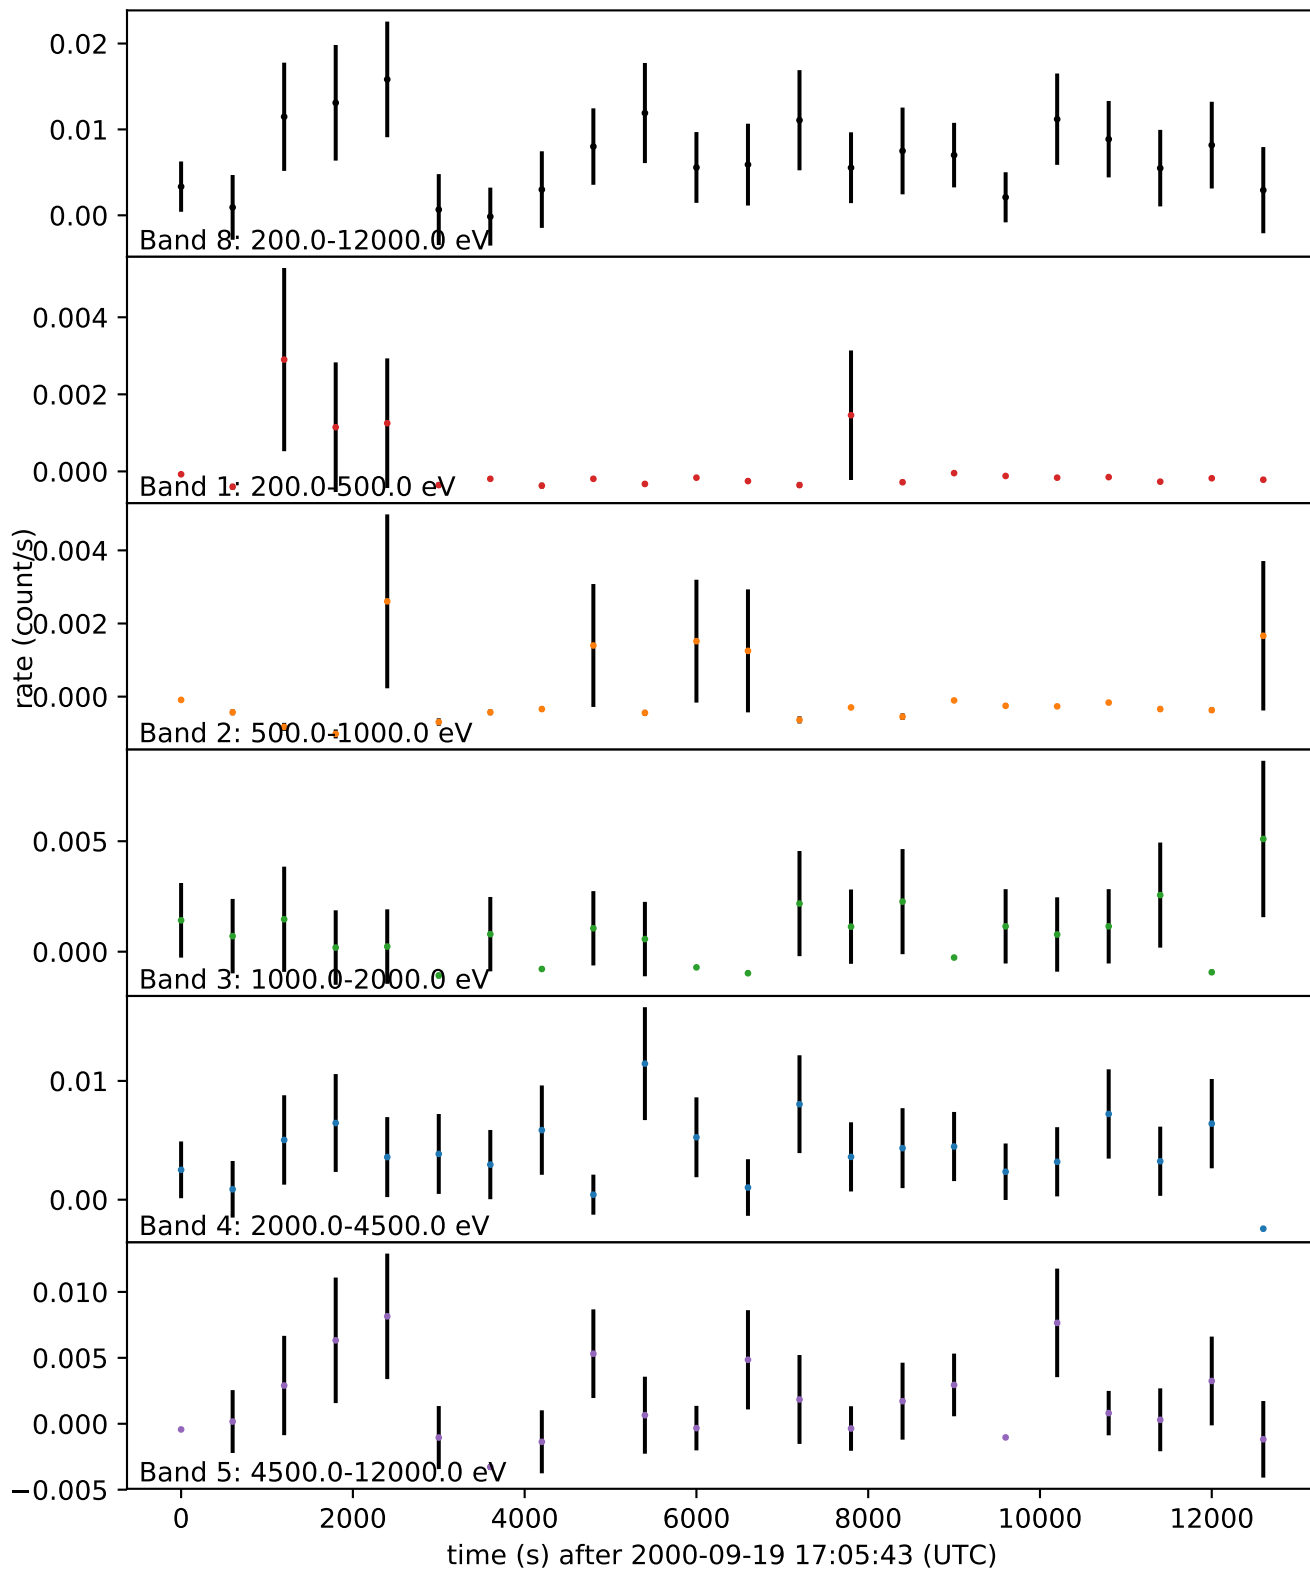 0.02
0.01
0.00
Band 8: 200.0-12000.0 eV
0.004
0.002
0.000
Band 1: 200.0-500.0 eV
rate (count/s)
0.004
0.002
0.000
Band 2: 500.0-1000.0 eV
0.005
0.000
Band 3: 1000.0-2000.0 eV
0.01
0.00
Band 4: 2000.0-4500.0 eV
0.010
0.005
0.000
−0.005
Band 5: 4500.0-12000.0 eV
0 2000 4000 6000 8000 10000 12000
time (s) after 2000-09-19 17:05:43 (UTC)